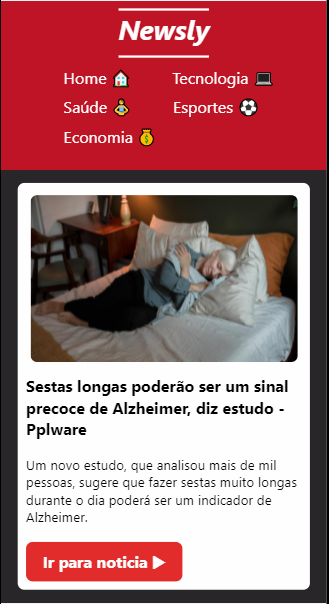 Newsly
Home 🏠 Tecnologia 💻
Saúde 🧘 Esportes ⚽
Economia 💰
Sestas longas poderão ser um sinal
precoce de Alzheimer, diz estudo -
Pplware
Um novo estudo, que analisou mais de mil
pessoas, sugere que fazer sestas muito longas
durante o dia poderá ser um indicador de
Alzheimer.
Ir para noticia ▶